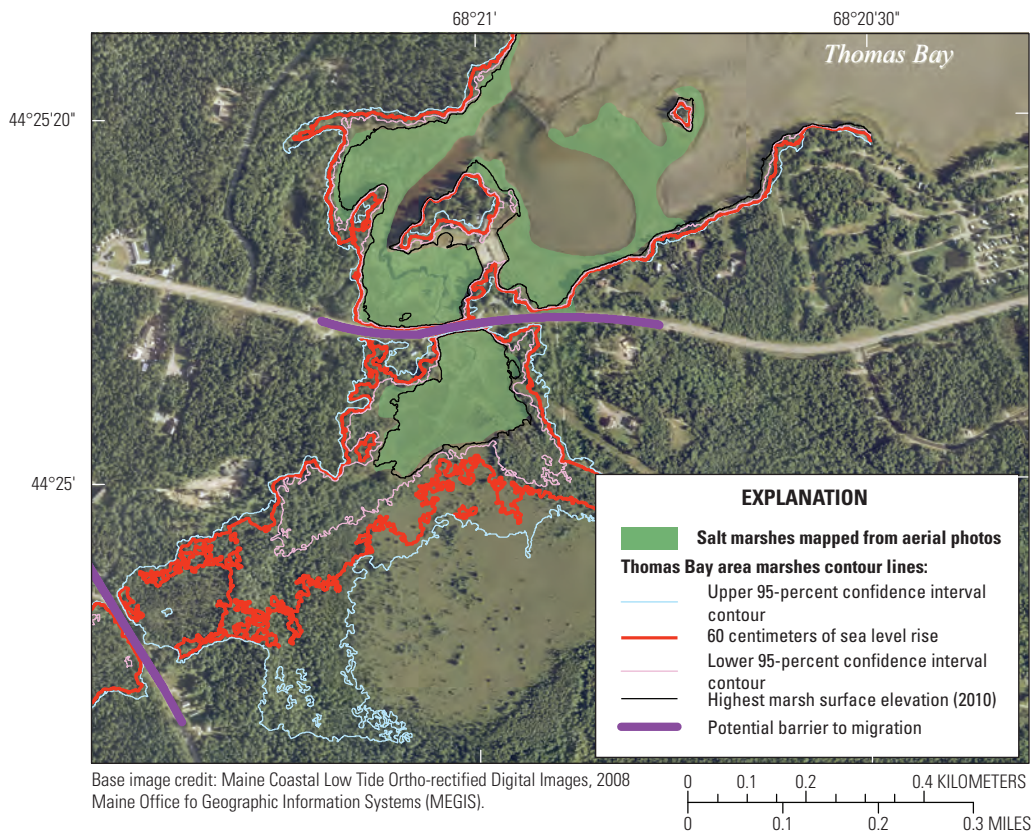 68°21' 68°20'30"
Thomas Bay
44°25'20"
44°25'
EXPLANATION
Salt marshes mapped from aerial photos
Thomas Bay area marshes contour lines:
Upper 95-percent confidence interval
contour
60 centimeters of sea level rise
Lower 95-percent confidence interval
contour
Highest marsh surface elevation (2010)
Potential barrier to migration
Base image credit: Maine Coastal Low Tide Ortho-rectified Digital Images, 2008
Maine Office fo Geographic Information Systems (MEGIS).
0 0.1 0.2 0.4 KILOMETERS
0 0.1 0.2 0.3 MILES